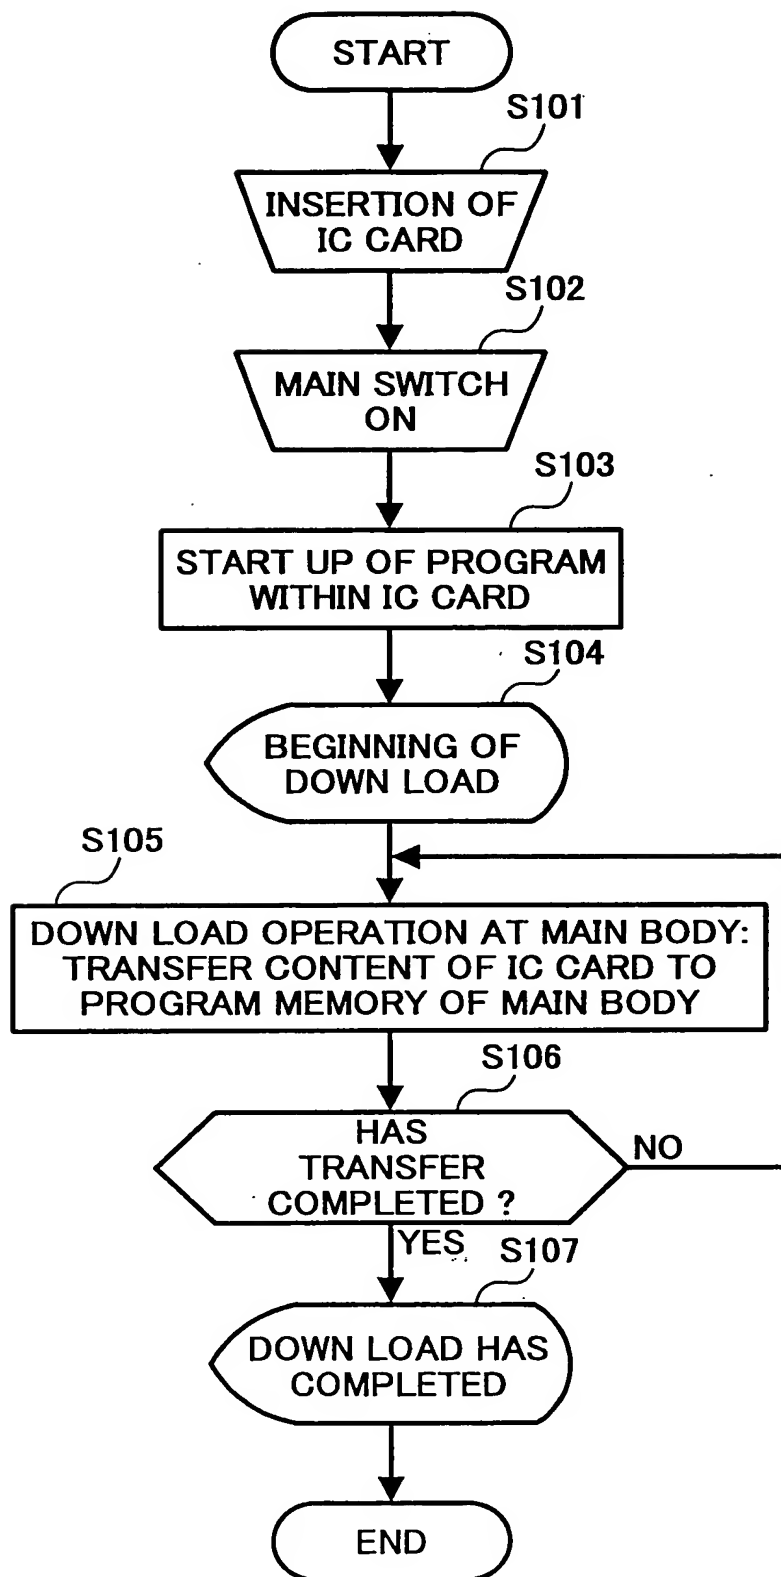 START
S101
INSERTION OF
IC CARD
S102
MAIN SWITCH
ON
S103
START UP OF PROGRAM
WITHIN IC CARD
S104
BEGINNING OF
DOWN LOAD
S105
DOWN LOAD OPERATION AT MAIN BODY:
TRANSFER CONTENT OF IC CARD TO
PROGRAM MEMORY OF MAIN BODY
S106
HAS
TRANSFER
COMPLETED ?
NO
YES
S107
DOWN LOAD HAS
COMPLETED
END